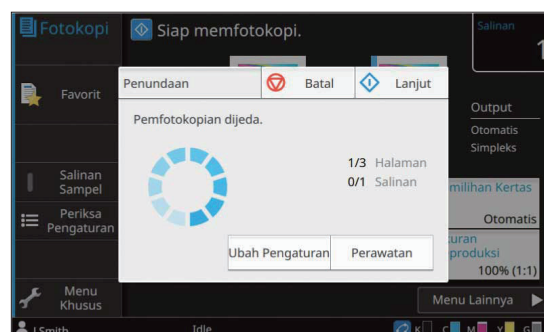 Fotokopi
Siap memfotokopi.
Salinan
1
Favorit
Penundaan
Batal
Lanjut
Pemfotokopian dijeda.
1/3 Halaman
0/1 Salinan
Output
Otomatis
Simpleks
Salinan
Sampel
Periksa
Pengaturan
Kertas
Otomatis
100% (1:1)
Ubah Pengaturan
Perawatan
Menu
Khusus
Menu Lainnya
Idle
K C M Y G